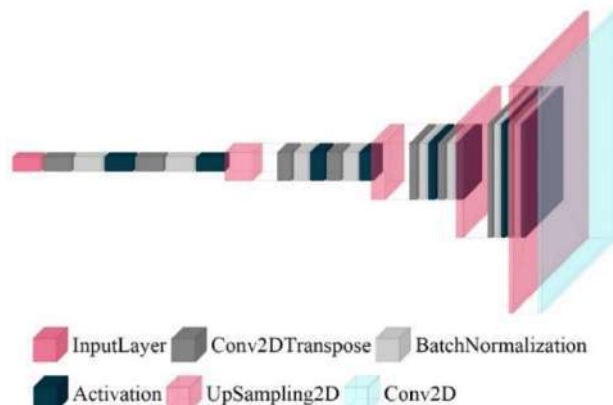 InputLayer Conv2DTranspose BatchNormalization
Activation UpSampling2D Conv2D